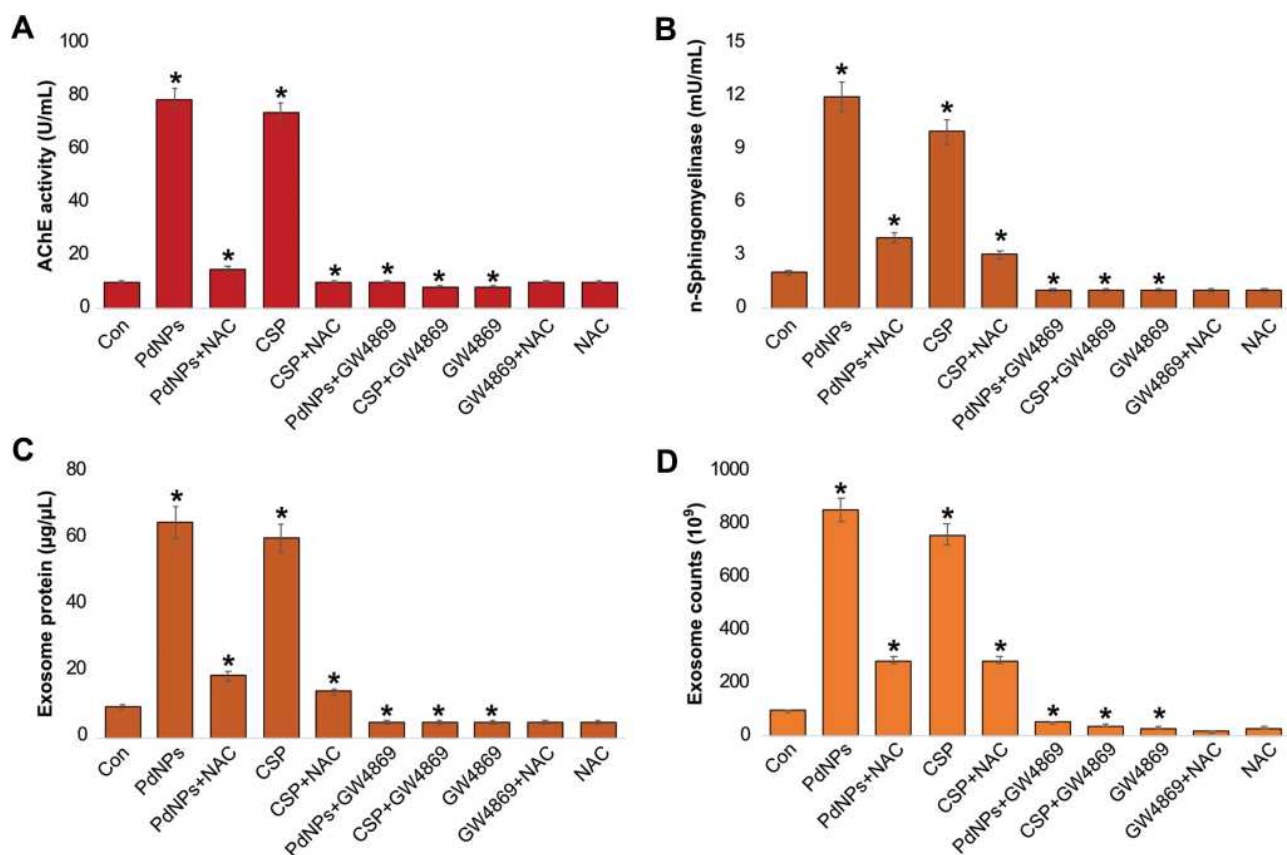 A
AChE activity (U/mL)
100
80
60
40
20
0
* * * * * * *
Con PdNPs PdNPs+NAC CSP CSP+NAC PdNPs+GW4869 CSP+GW4869 GW4869 GW4869+NAC NAC
B
n-Sphingomyelinase (mU/mL)
15
12
9
6
3
0
* * * * * * *
Con PdNPs PdNPs+NAC CSP CSP+NAC PdNPs+GW4869 CSP+GW4869 GW4869 GW4869+NAC NAC
C
Exosome protein (µg/µL)
80
60
40
20
0
* * * * * * *
Con PdNPs PdNPs+NAC CSP CSP+NAC PdNPs+GW4869 CSP+GW4869 GW4869 GW4869+NAC NAC
D
Exosome counts (10⁹)
1000
800
600
400
200
0
* * * * * * *
Con PdNPs PdNPs+NAC CSP CSP+NAC PdNPs+GW4869 CSP+GW4869 GW4869 GW4869+NAC NAC